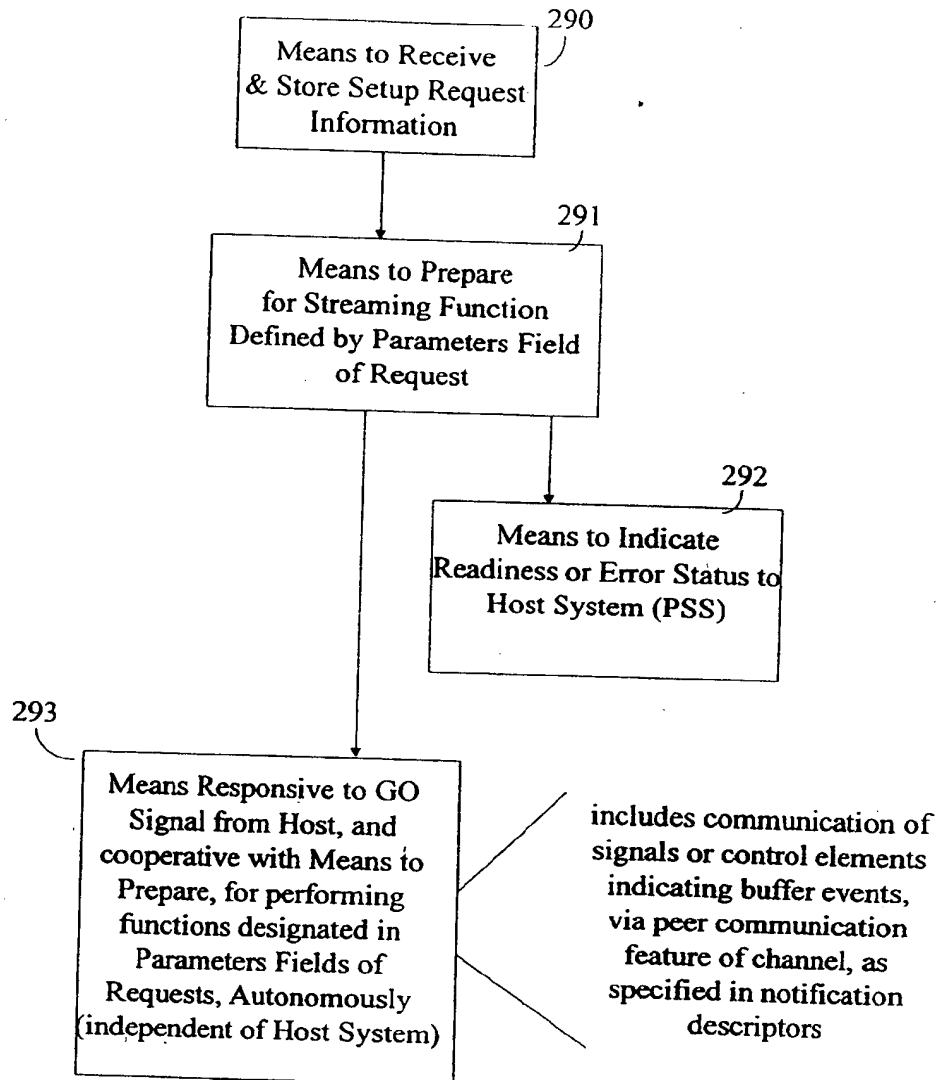 290
Means to Receive
& Store Setup Request
Information
291
Means to Prepare
for Streaming Function
Defined by Parameters Field
of Request
292
Means to Indicate
Readiness or Error Status to
Host System (PSS)
293
Means Responsive to GO
Signal from Host, and
cooperative with Means to
Prepare, for performing
functions designated in
Parameters Fields of
Requests, Autonomously
(independent of Host System)
includes communication of
signals or control elements
indicating buffer events,
via peer communication
feature of channel, as
specified in notification
descriptors